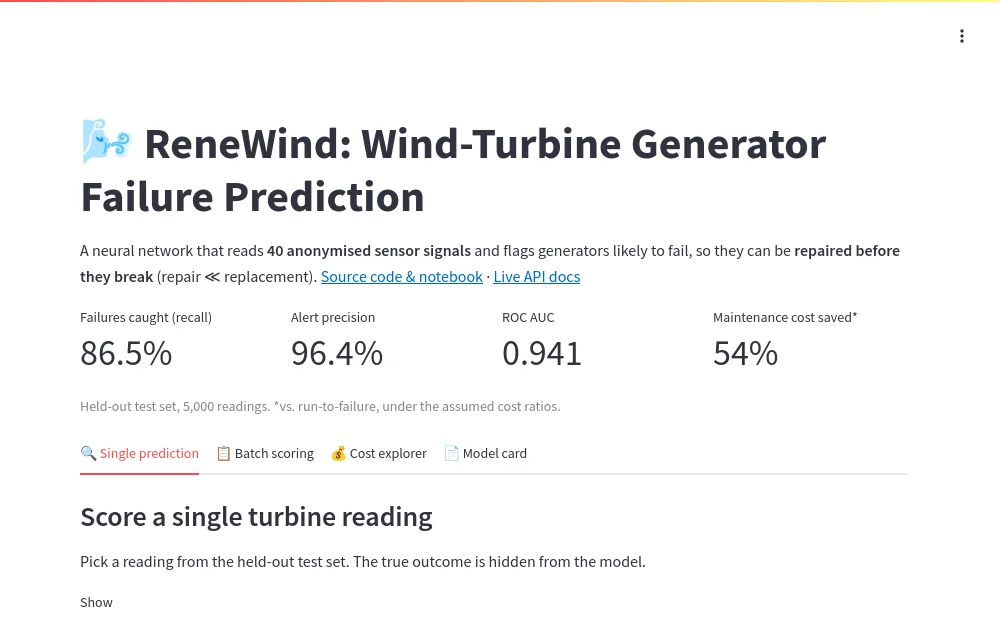 ReneWind: Wind-Turbine Generator
Failure Prediction
A neural network that reads 40 anonymised sensor signals and flags generators likely to fail, so they can be repaired before
they break (repair ≪ replacement). Source code & notebook · Live API docs
Failures caught (recall)
86.5%
Alert precision
96.4%
ROC AUC
0.941
Maintenance cost saved*
54%
Held-out test set, 5,000 readings. *vs. run-to-failure, under the assumed cost ratios.
Single prediction Batch scoring Cost explorer Model card
Score a single turbine reading
Pick a reading from the held-out test set. The true outcome is hidden from the model.
Show